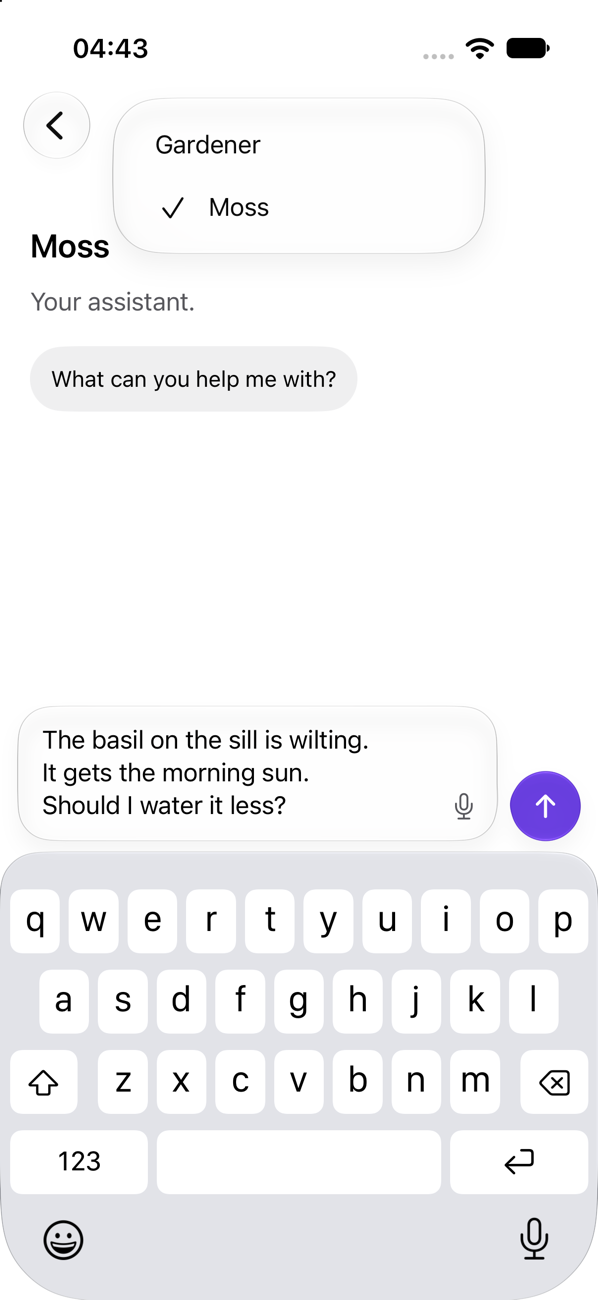 04:43
Gardener
Moss
Moss
Your assistant.
What can you help me with?
The basil on the sill is wilting.
It gets the morning sun.
Should I water it less?
q w e r t y u i o p
a s d f g h j k l
z x c v b n m
123